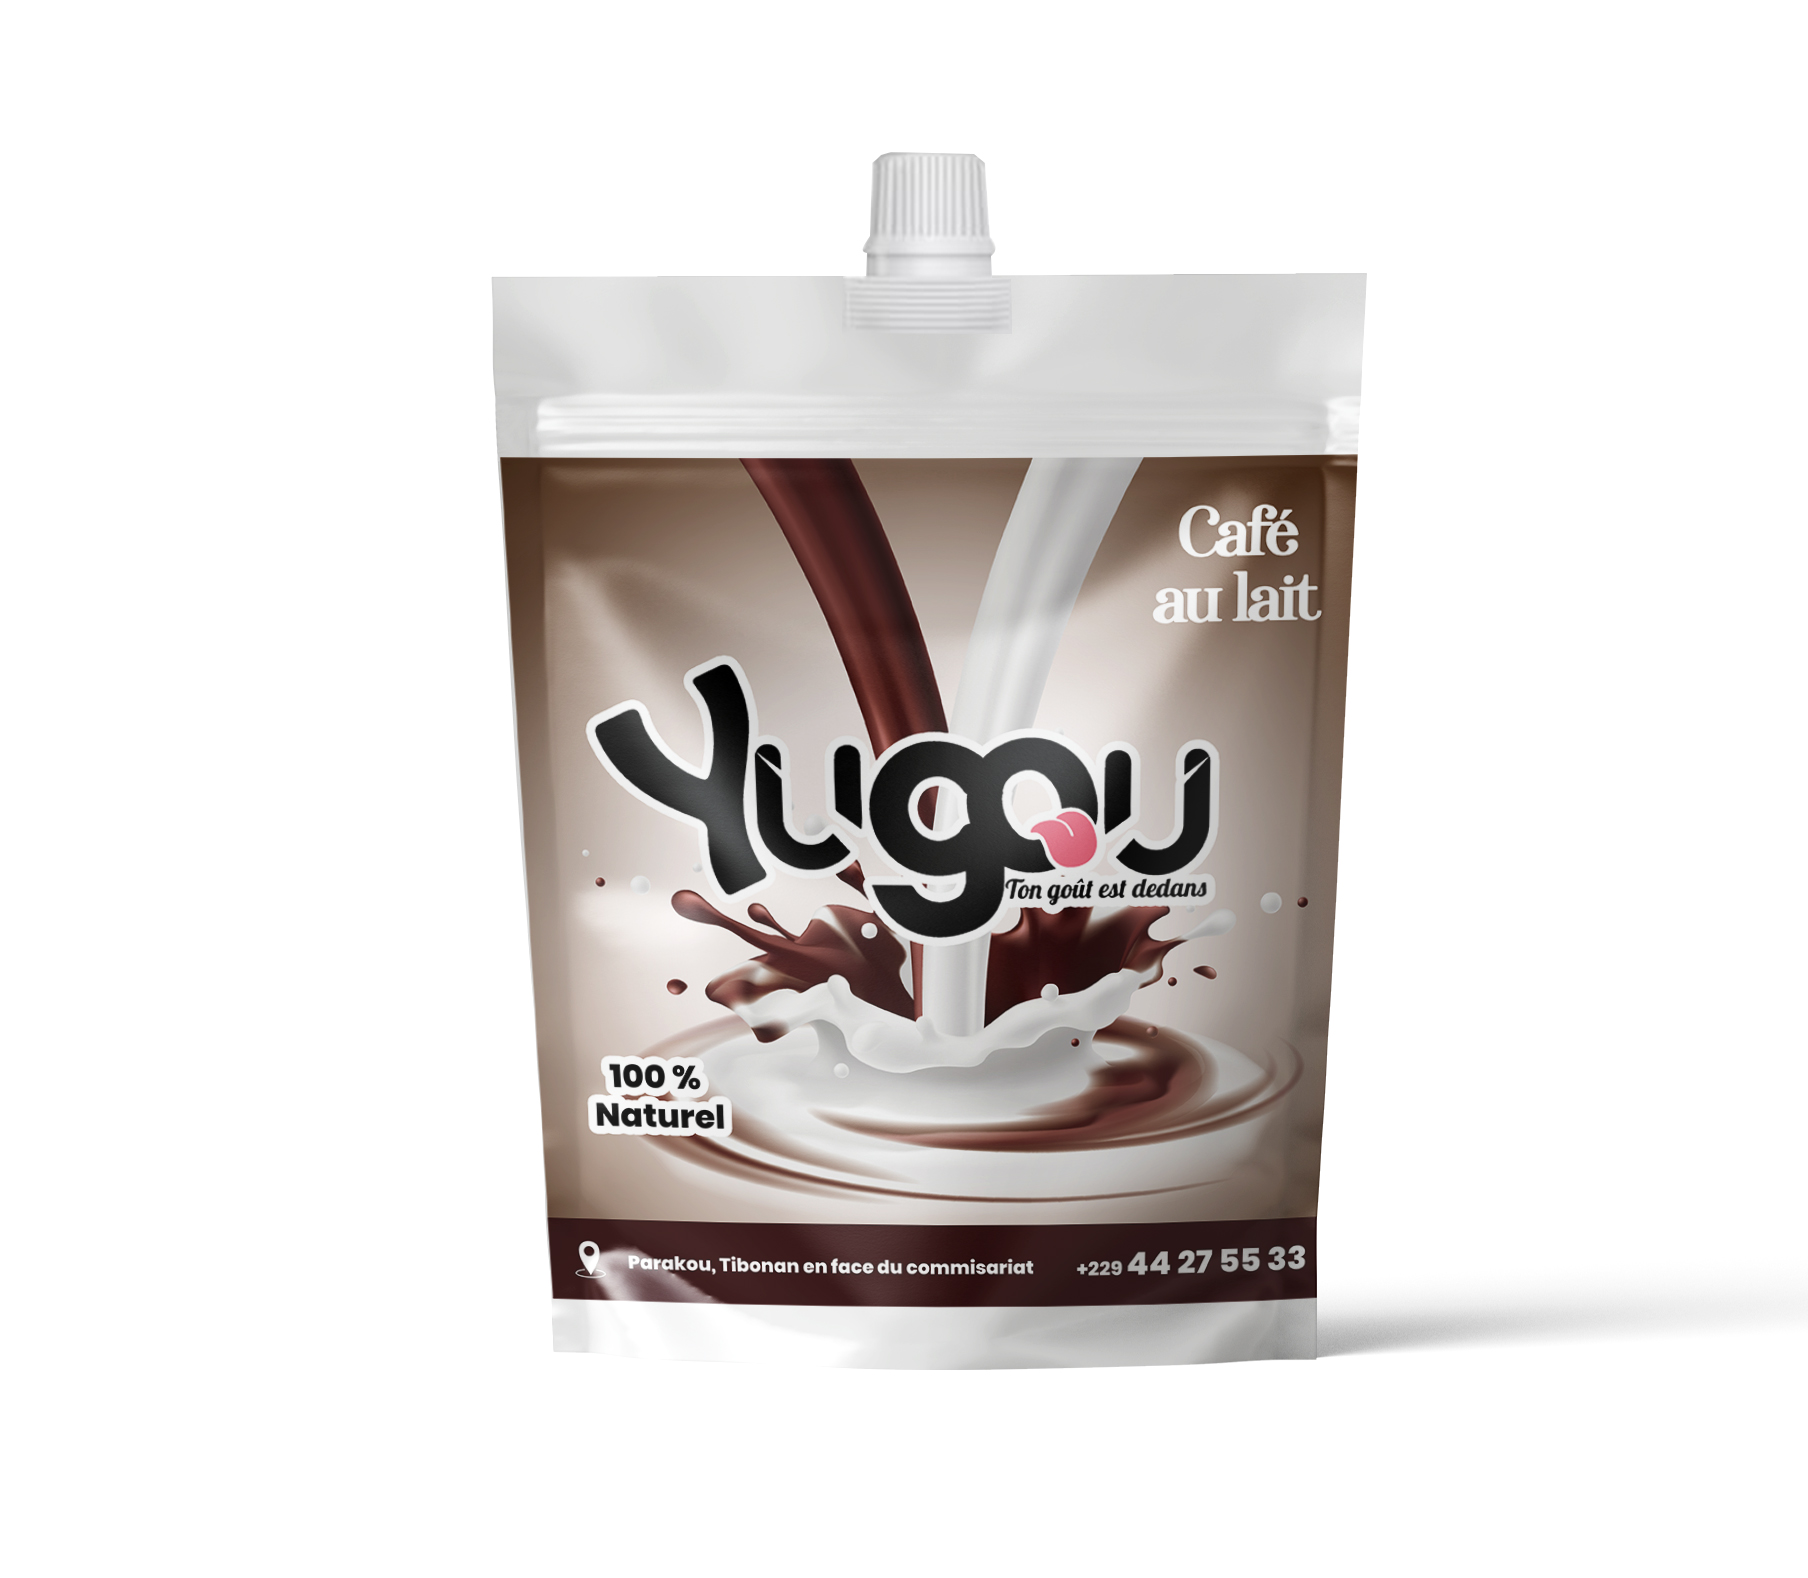 Café
au lait
Yugou
Ton goût est dedans
100 %
Naturel
Parakou, Tibonan en face du commisariat
+229 44 27 55 33